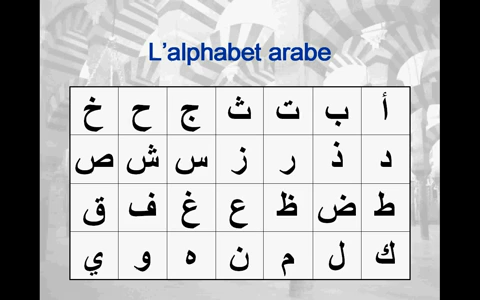 L'alphabet arabe
أ ب ت ث ج ح خ
د ذ ر ز س ش ص
ط ض ظ ع غ ف ق
ك ل م ن ه و ي